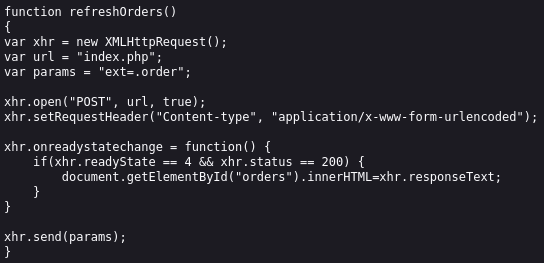 function refreshOrders()
{
var xhr = new XMLHttpRequest();
var url = "index.php";
var params = "ext=.order";

xhr.open("POST", url, true);
xhr.setRequestHeader("Content-type", "application/x-www-form-urlencoded");

xhr.onreadystatechange = function() {
    if(xhr.readyState == 4 && xhr.status == 200) {
        document.getElementById("orders").innerHTML=xhr.responseText;
    }
}

xhr.send(params);
}